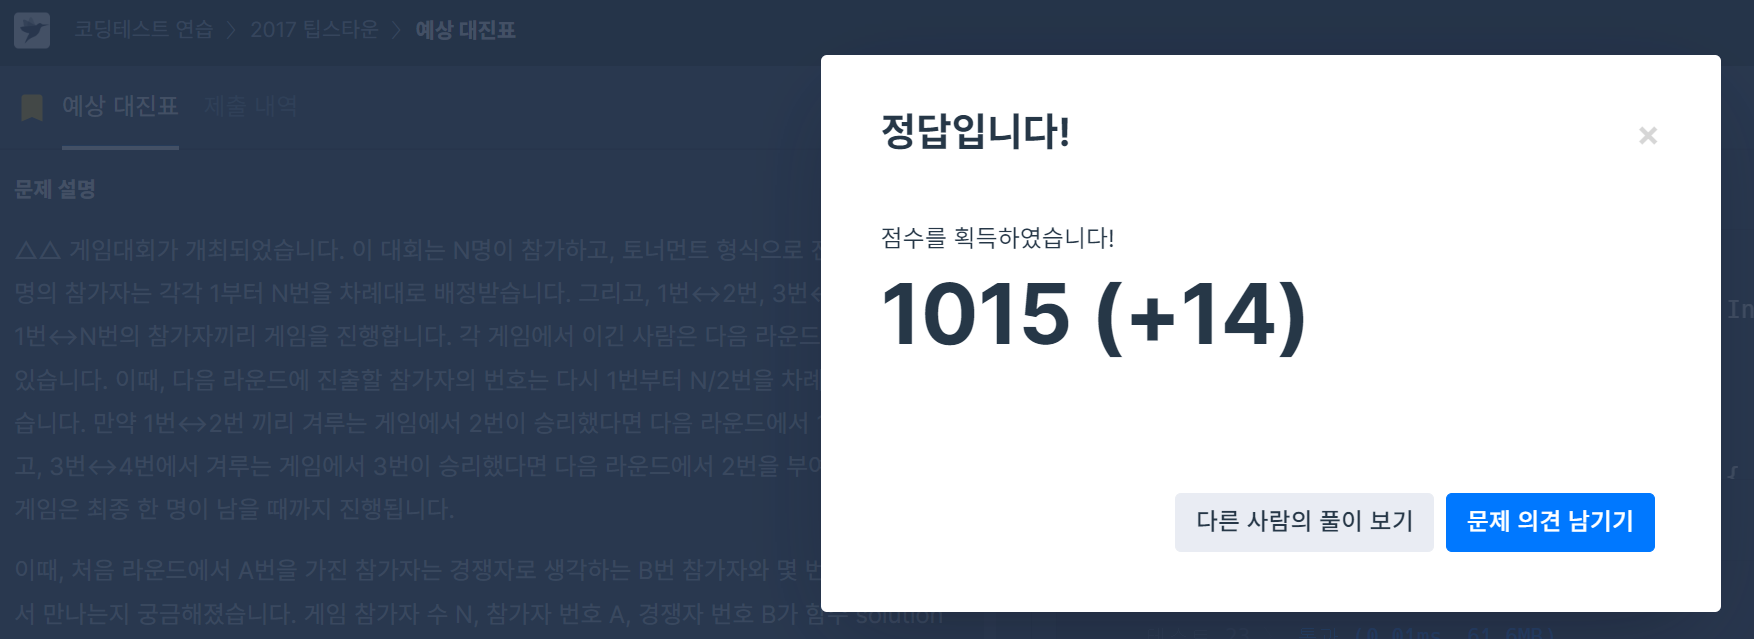 코딩테스트 연습 > 2017 팁스타운 > 예상 대진표
예상 대진표 제출 내역
문제 설명
△△ 게임대회가 개최되었습니다. 이 대회는 N명이 참가하고, 토너먼트 형식으로
명의 참가자는 각각 1부터 N번을 차례대로 배정받습니다. 그리고, 1번↔2번, 3번↔
1번↔N번의 참가자끼리 게임을 진행합니다. 각 게임에서 이긴 사람은 다음 라운드
있습니다. 이때, 다음 라운드에 진출할 참가자의 번호는 다시 1번부터 N/2번을 차례
습니다. 만약 1번↔2번 끼리 겨루는 게임에서 2번이 승리했다면 다음 라운드에서
고, 3번↔4번에서 겨루는 게임에서 3번이 승리했다면 다음 라운드에서 2번을 부여
게임은 최종 한 명이 남을 때까지 진행됩니다.
이때, 처음 라운드에서 A번을 가진 참가자는 경쟁자로 생각하는 B번 참가자와 몇 번
서 만나는지 궁금해졌습니다. 게임 참가자 수 N, 참가자 번호 A, 경쟁자 번호 B가 함수 solution
정답입니다!
×
점수를 획득하였습니다!
1015 (+14)
다른 사람의 풀이 보기
문제 의견 남기기
In
(0.01ms, 61.6MB)